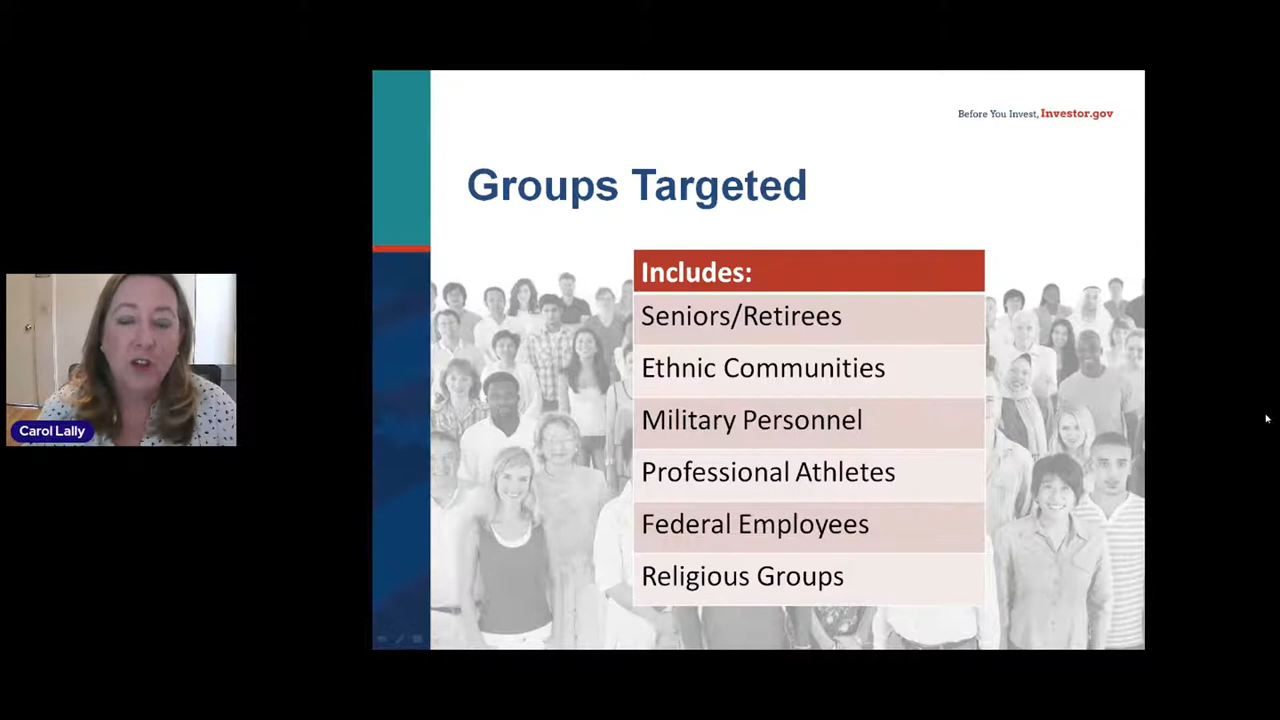 Before You Invest, Investor.gov
Groups Targeted
Includes:
Seniors/Retirees
Ethnic Communities
Military Personnel
Professional Athletes
Federal Employees
Religious Groups
Carol Lally